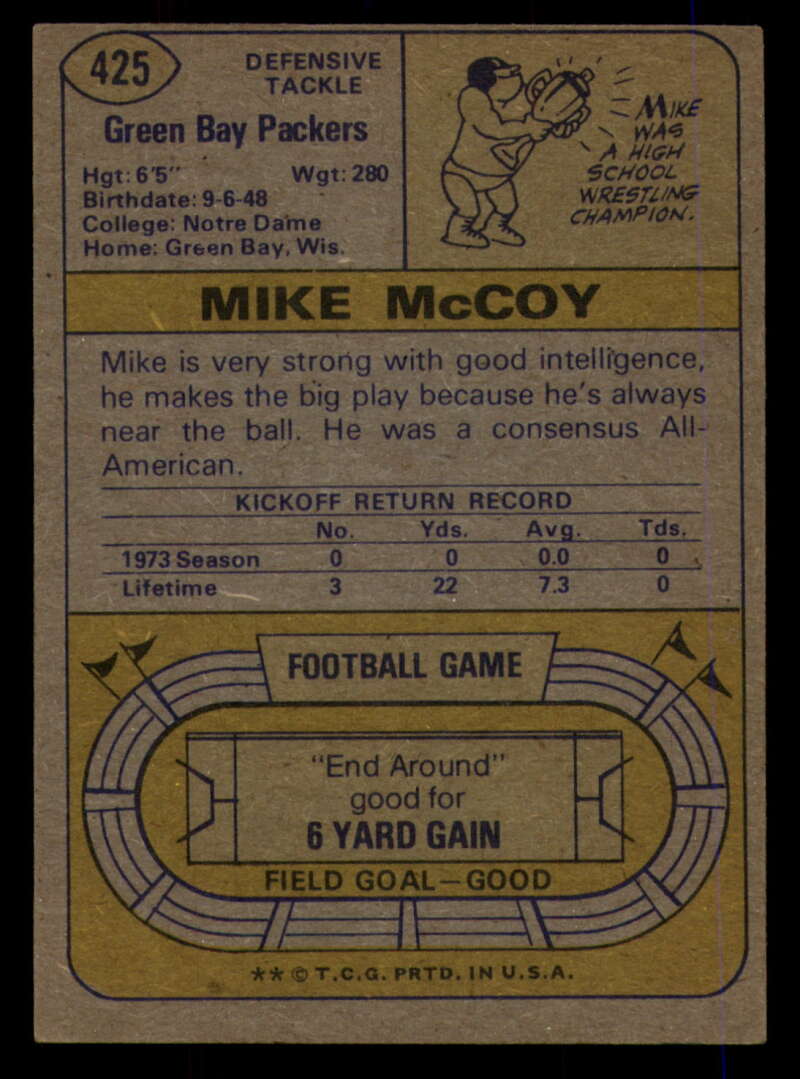 425
DEFENSIVE
TACKLE
Green Bay Packers
Hgt: 6'5" Wgt: 280
Birthdate: 9-6-48
College: Notre Dame
Home: Green Bay, Wis.
MIKE
WAS
A HIGH
SCHOOL
WRESTLING
CHAMPION.
MIKE McCOY
Mike is very strong with good intelligence,
he makes the big play because he's always
near the ball. He was a consensus All-
American.
KICKOFF RETURN RECORD
No. Yds. Avg. Tds.
1973 Season 0 0 0.0 0
Lifetime 3 22 7.3 0
FOOTBALL GAME
"End Around"
good for
6 YARD GAIN
FIELD GOAL—GOOD
** © T.C.G. PRTD. IN U.S.A.